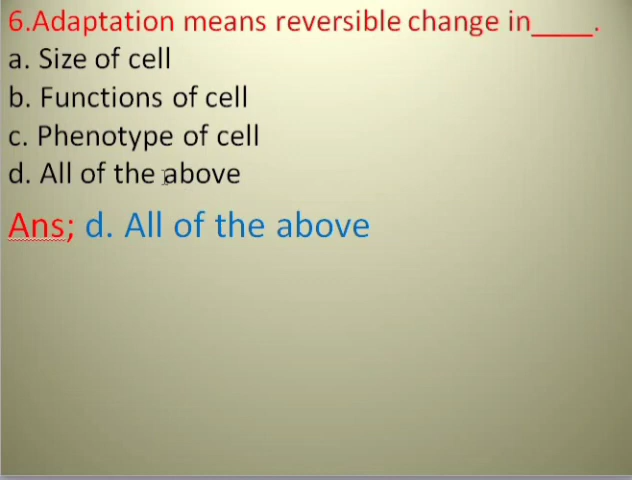 6.Adaptation means reversible change in____.
a. Size of cell
b. Functions of cell
c. Phenotype of cell
d. All of the above
Ans; d. All of the above